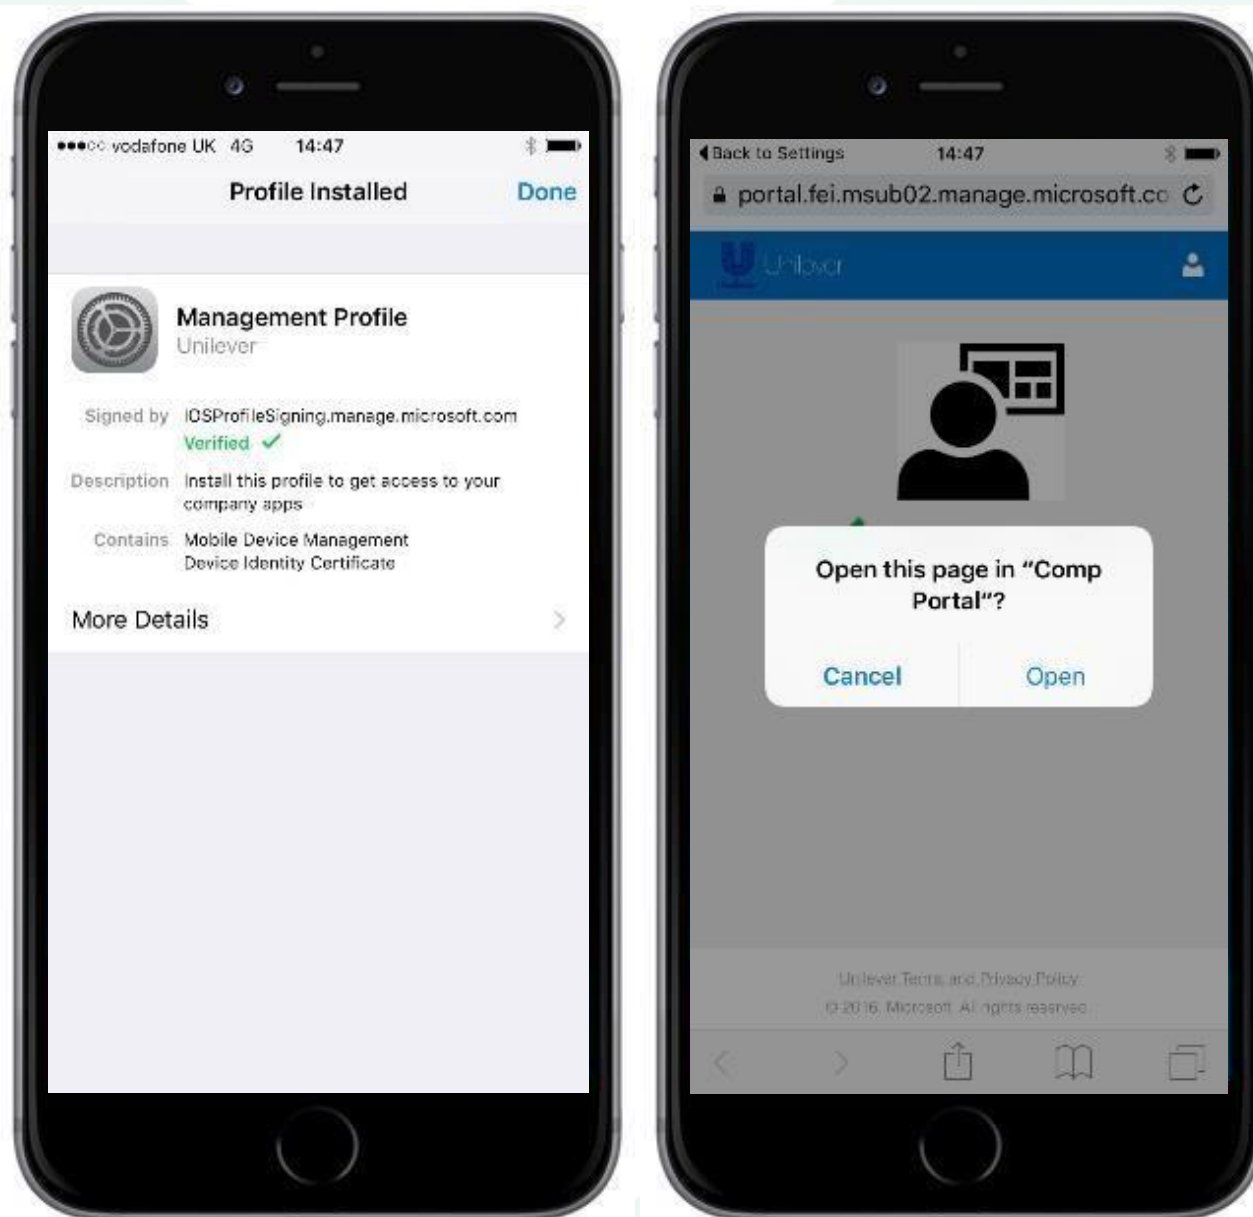 vodafone UK 4G 14:47
Profile Installed Done
Management Profile
Unilever
Signed by IOSProfileSigning.manage.microsoft.com
Verified
Description Install this profile to get access to your
company apps
Contains Mobile Device Management
Device Identity Certificate
More Details
Back to Settings 14:47
portal.fei.msub02.manage.microsoft.co
Unilever
Open this page in “Comp
Portal”?
Cancel Open
Unilever Terms and Privacy Policy
© 2016, Microsoft. All rights reserved.